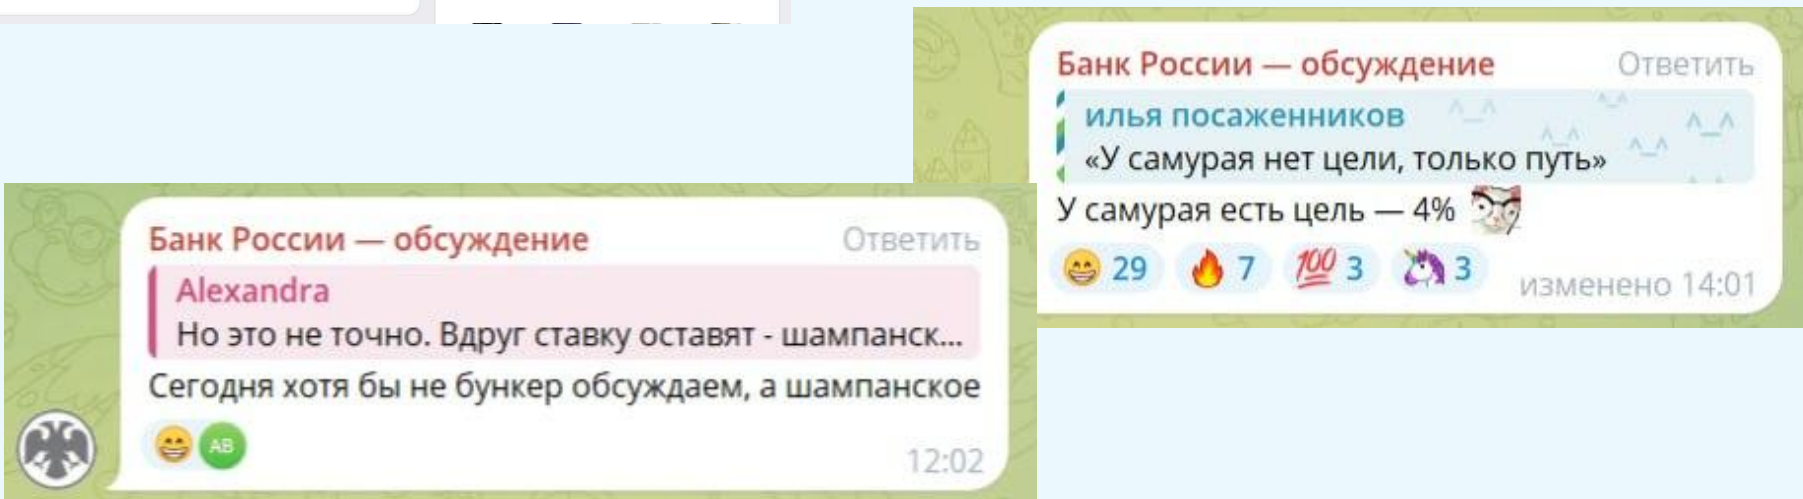 Банк России — обсуждение
Ответить
илья посаженников
«У самурая нет цели, только путь»
У самурая есть цель — 4%
29 7 100 3 3
изменено 14:01
Банк России — обсуждение
Ответить
Alexandra
Но это не точно. Вдруг ставку оставят - шампанск...
Сегодня хотя бы не бункер обсуждаем, а шампанское
АВ
12:02